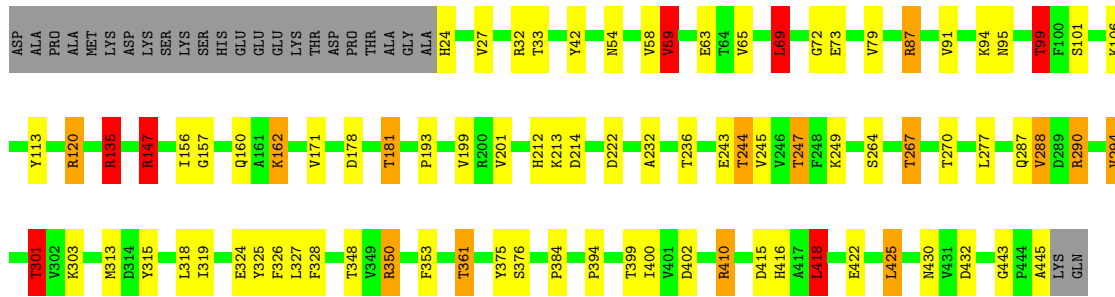 ASP ALA PRO ALA MET LYS ASP LYS SER LYS SER HIS GLU GLU GLU LYS THR ASP PRO THR ALA GLY ALA H24 V27 R32 T33 Y42 N54 V58 V59 E63 T64 V65 L69 G72 E73 V79 R87 V91 K94 N95 T99 F100 S101 K106
Y113 R120 R135 R147 I156 G157 Q160 A161 K162 V171 D178 T181 P193 V199 R200 V201 H212 K213 D214 D222 A232 T236 E243 T244 V245 V246 T247 F248 K249 S264 T267 T270 L277 Q287 V288 D289 R290
T301 V302 K303 M313 D314 Y315 L318 I319 E324 Y325 F326 L327 F328 T348 V349 R350 F353 T361 Y375 S376 P384 P394 T399 I400 V401 D402 R410 D415 H416 A417 L418 E422 L425 N430 V431 D432 G443 P444 A445 LYS GLN